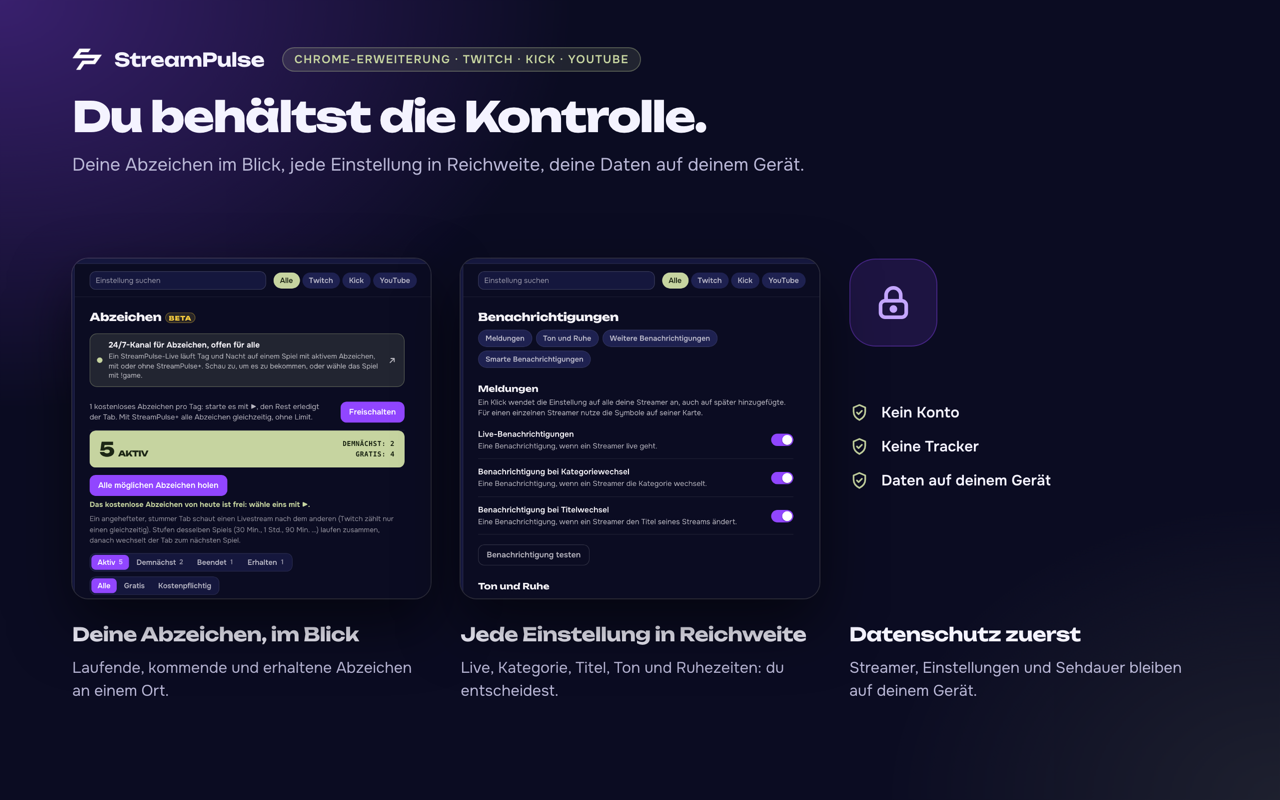 StreamPulse
CHROME-ERWEITERUNG · TWITCH · KICK · YOUTUBE
Du behältst die Kontrolle.
Deine Abzeichen im Blick, jede Einstellung in Reichweite, deine Daten auf deinem Gerät.
Einstellung suchen
Alle
Twitch
Kick
YouTube
Abzeichen BETA
24/7-Kanal für Abzeichen, offen für alle
Ein StreamPulse-Live läuft Tag und Nacht auf einem Spiel mit aktivem Abzeichen,
mit oder ohne StreamPulse+. Schau zu, um es zu bekommen, oder wähle das Spiel
mit !game.
1 kostenloses Abzeichen pro Tag: starte es mit ▶, den Rest erledigt
der Tab. Mit StreamPulse+ alle Abzeichen gleichzeitig, ohne Limit.
Freischalten
5 AKTIV
DEMNÄCHST: 2
GRATIS: 4
Alle möglichen Abzeichen holen
Das kostenlose Abzeichen von heute ist frei: wähle eins mit ▶.
Ein angehefteter, stummer Tab schaut einen Livestream nach dem anderen (Twitch zählt nur
einen gleichzeitig). Stufen desselben Spiels (30 Min., 1 Std., 90 Min. …) laufen zusammen,
danach wechselt der Tab zum nächsten Spiel.
Aktiv 5
Demnächst 2
Beendet 1
Erhalten 1
Alle
Gratis
Kostenpflichtig
Deine Abzeichen, im Blick
Laufende, kommende und erhaltene Abzeichen
an einem Ort.
Einstellung suchen
Alle
Twitch
Kick
YouTube
Benachrichtigungen
Meldungen
Ton und Ruhe
Weitere Benachrichtigungen
Smarte Benachrichtigungen
Meldungen
Ein Klick wendet die Einstellung auf alle deine Streamer an, auch auf später hinzugefügte.
Für einen einzelnen Streamer nutze die Symbole auf seiner Karte.
Live-Benachrichtigungen
Eine Benachrichtigung, wenn ein Streamer live geht.
Benachrichtigung bei Kategoriewechsel
Eine Benachrichtigung, wenn ein Streamer die Kategorie wechselt.
Benachrichtigung bei Titelwechsel
Eine Benachrichtigung, wenn ein Streamer den Titel seines Streams ändert.
Benachrichtigung testen
Ton und Ruhe
Jede Einstellung in Reichweite
Live, Kategorie, Titel, Ton und Ruhezeiten: du
entscheidest.
Kein Konto
Keine Tracker
Daten auf deinem Gerät
Datenschutz zuerst
Streamer, Einstellungen und Sehdauer bleiben
auf deinem Gerät.